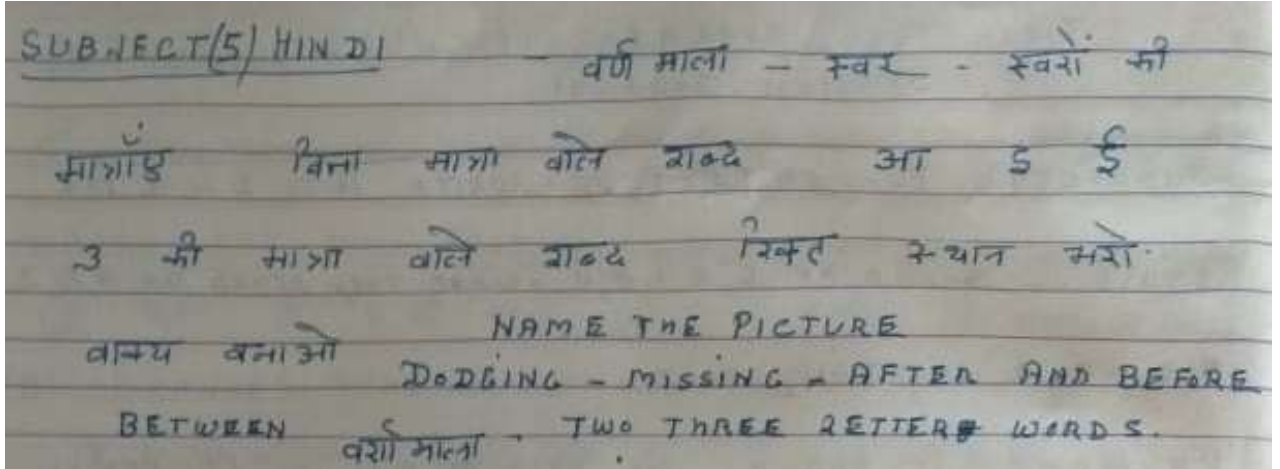 SUBJECT(5) HINDI - वर्ण माला - स्वर - स्वरों की
मात्राएँ बिना मात्रा वाले शब्द आ इ ई
उ की मात्रा वाले शब्द रिक्त स्थान भरो.
वाक्य बनाओ NAME THE PICTURE
DODGING - MISSING - AFTER AND BEFORE
BETWEEN वर्णमाला - TWO THREE LETTER WORDS.